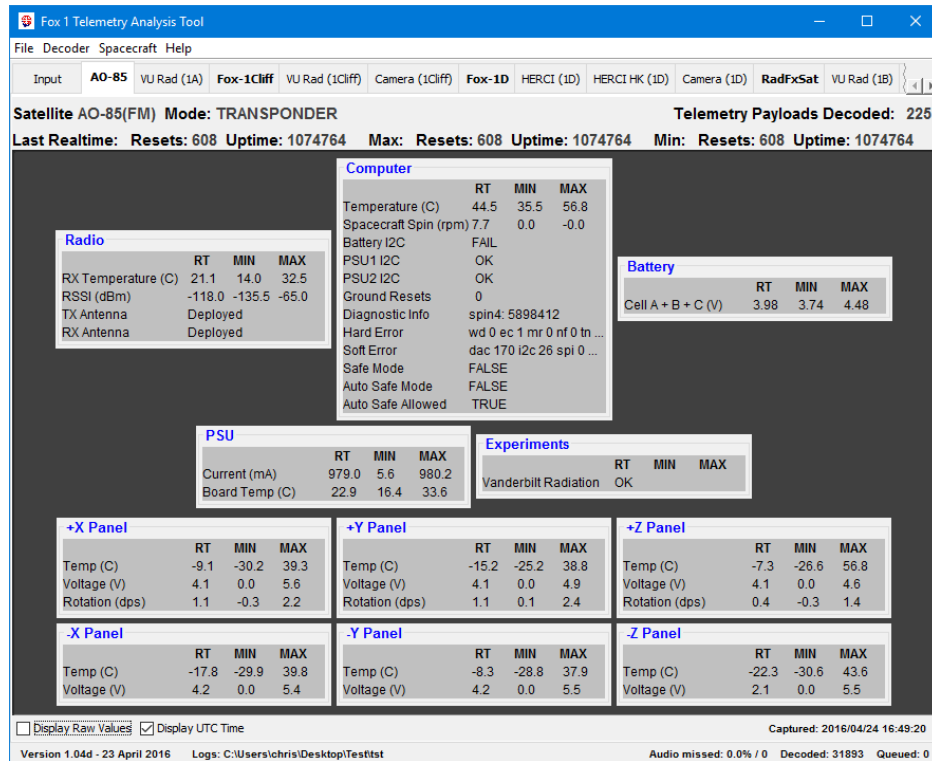 Fox 1 Telemetry Analysis Tool
File Decoder Spacecraft Help
Input AO-85 VU Rad (1A) Fox-1Cliff VU Rad (1Cliff) Camera (1Cliff) Fox-1D HERCI (1D) HERCI HK (1D) Camera (1D) RadFxSat VU Rad (1B)
Satellite AO-85(FM) Mode: TRANSPONDER Telemetry Payloads Decoded: 225
Last Realtime: Resets: 608 Uptime: 1074764 Max: Resets: 608 Uptime: 1074764 Min: Resets: 608 Uptime: 1074764
Computer
RT MIN MAX
Temperature (C) 44.5 35.5 56.8
Spacecraft Spin (rpm) 7.7 0.0 -0.0
Battery I2C FAIL
PSU1 I2C OK
PSU2 I2C OK
Ground Resets 0
Diagnostic Info spin4: 5898412
Hard Error wd 0 ec 1 mr 0 nf 0 tn ...
Soft Error dac 170 i2c 26 spi 0 ...
Safe Mode FALSE
Auto Safe Mode FALSE
Auto Safe Allowed TRUE
Radio
RT MIN MAX
RX Temperature (C) 21.1 14.0 32.5
RSSI (dBm) -118.0 -135.5 -65.0
TX Antenna Deployed
RX Antenna Deployed
Battery
RT MIN MAX
Cell A + B + C (V) 3.98 3.74 4.48
PSU
RT MIN MAX
Current (mA) 979.0 5.6 980.2
Board Temp (C) 22.9 16.4 33.6
Experiments
RT MIN MAX
Vanderbilt Radiation OK
+X Panel
RT MIN MAX
Temp (C) -9.1 -30.2 39.3
Voltage (V) 4.1 0.0 5.6
Rotation (dps) 1.1 -0.3 2.2
+Y Panel
RT MIN MAX
Temp (C) -15.2 -25.2 38.8
Voltage (V) 4.1 0.0 4.9
Rotation (dps) 1.1 0.1 2.4
+Z Panel
RT MIN MAX
Temp (C) -7.3 -26.6 56.8
Voltage (V) 4.1 0.0 4.6
Rotation (dps) 0.4 -0.3 1.4
-X Panel
RT MIN MAX
Temp (C) -17.8 -29.9 39.8
Voltage (V) 4.2 0.0 5.4
-Y Panel
RT MIN MAX
Temp (C) -8.3 -28.8 37.9
Voltage (V) 4.2 0.0 5.5
-Z Panel
RT MIN MAX
Temp (C) -22.3 -30.6 43.6
Voltage (V) 2.1 0.0 5.5
Display Raw Values Display UTC Time Captured: 2016/04/24 16:49:20
Version 1.04d - 23 April 2016 Logs: C:\Users\chris\Desktop\Test\tst Audio missed: 0.0% / 0 Decoded: 31893 Queued: 0